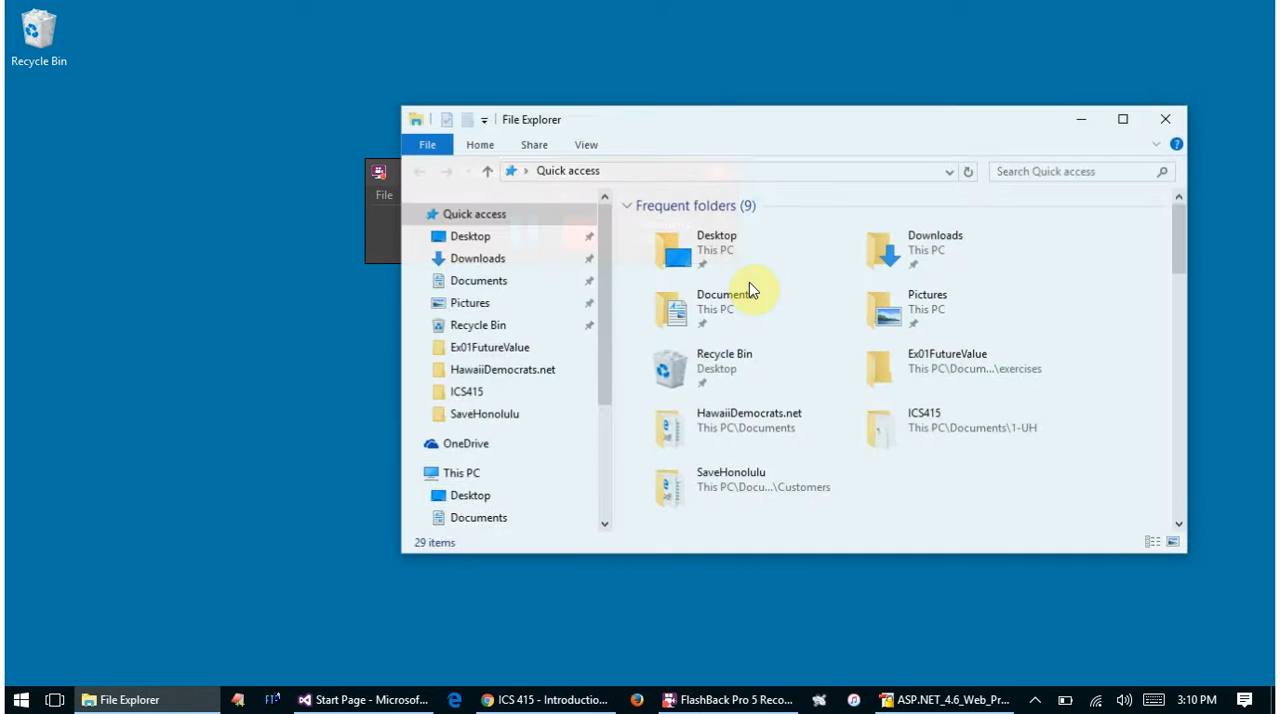 Recycle Bin
File Explorer
File
Home
Share
View
Quick access
Search Quick access
File
Quick access
Desktop
Downloads
Documents
Pictures
Recycle Bin
Ex01FutureValue
HawaiiDemocrats.net
ICS415
SaveHonolulu
OneDrive
This PC
Desktop
Documents
Frequent folders (9)
Desktop
This PC
Downloads
This PC
Documents
This PC
Pictures
This PC
Recycle Bin
Desktop
Ex01FutureValue
This PC\Docum...\exercises
HawaiiDemocrats.net
This PC\Documents
ICS415
This PC\Documents\1-UH
SaveHonolulu
This PC\Docu...\Customers
29 items
File Explorer
Start Page - Microsof...
ICS 415 - Introductio...
FlashBack Pro 5 Reco...
ASP.NET_4.6_Web_Pr...
3:10 PM